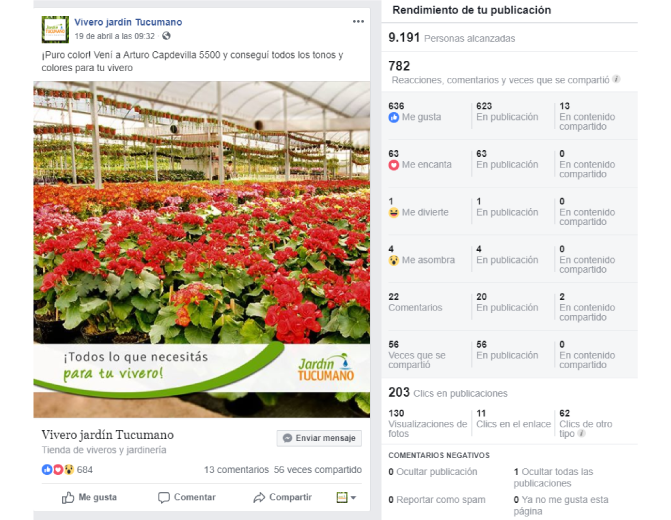 Vivero jardín Tucumano
19 de abril a las 09:32
¡Puro color! Vení a Arturo Capdevilla 5500 y conseguí todos los tonos y
colores para tu vivero
¡Todos lo que necesitás
para tu vivero!
Jardín
TUCUMANO
Vivero jardín Tucumano
Tienda de viveros y jardinería
Enviar mensaje
684
13 comentarios 56 veces compartido
Me gusta
Comentar
Compartir
Rendimiento de tu publicación
9.191 Personas alcanzadas
782
Reacciones, comentarios y veces que se compartió
636
Me gusta
623
En publicación
13
En contenido
compartido
63
Me encanta
63
En publicación
0
En contenido
compartido
1
Me divierte
1
En publicación
0
En contenido
compartido
4
Me asombra
4
En publicación
0
En contenido
compartido
22
Comentarios
20
En publicación
2
En contenido
compartido
56
Veces que se
compartió
56
En publicación
0
En contenido
compartido
203 Clics en publicaciones
130
Visualizaciones de
fotos
11
Clics en el enlace
62
Clics de otro
tipo
COMENTARIOS NEGATIVOS
0 Ocultar publicación
1 Ocultar todas las
publicaciones
0 Reportar como spam
0 Ya no me gusta esta
página